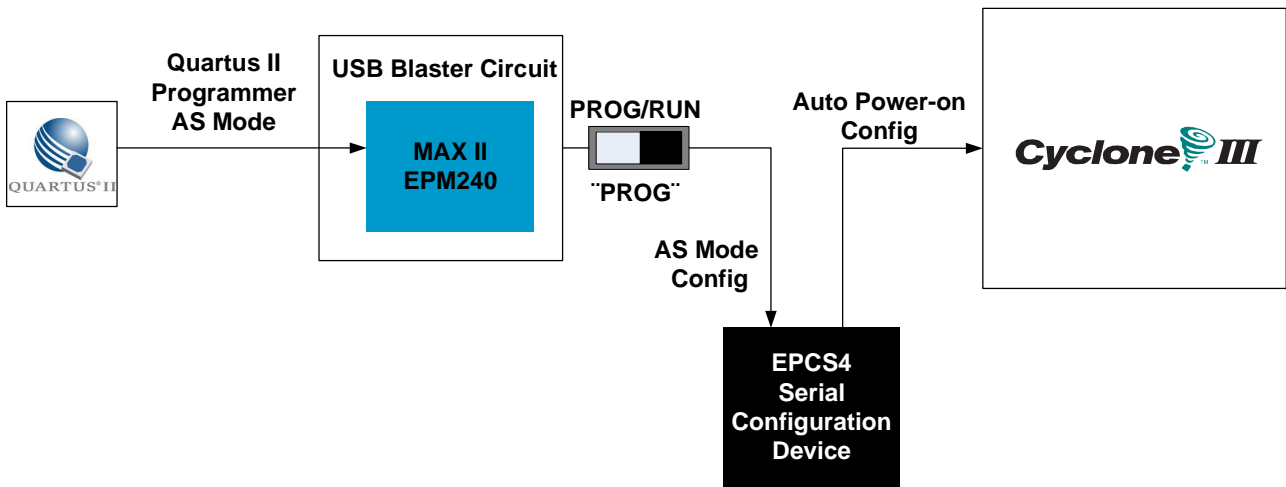 Quartus II
Programmer
AS Mode
QUARTUS®II
USB Blaster Circuit
MAX II
EPM240
PROG/RUN
¨PROG¨
AS Mode
Config
EPCS4
Serial
Configuration
Device
Auto Power-on
Config
Cyclone™ III